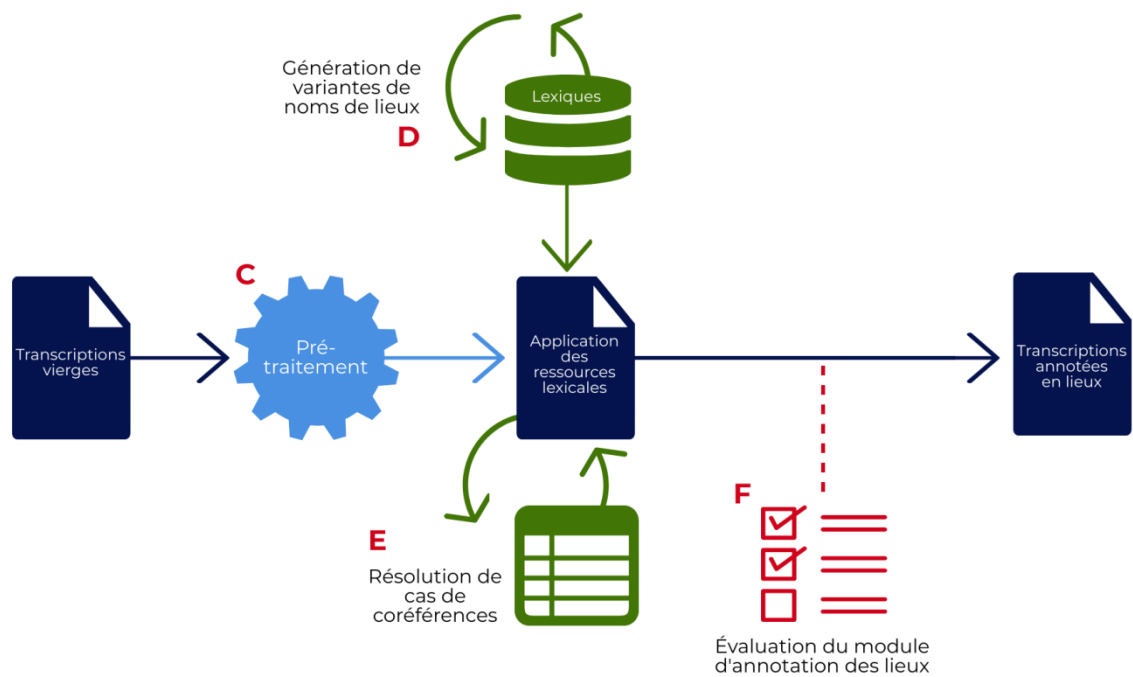 Génération de
variantes de
noms de lieux
D
Lexiques
C
Transcriptions
vierges
Pré-
traitement
Application
des
ressources
lexicales
Transcriptions
annotées
en lieux
E
Résolution de
cas de
coréférences
F
Évaluation du module
d'annotation des lieux